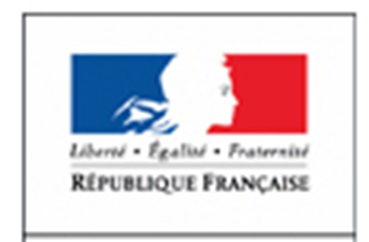 Liberté • Égalité • Fraternité
RÉPUBLIQUE FRANÇAISE